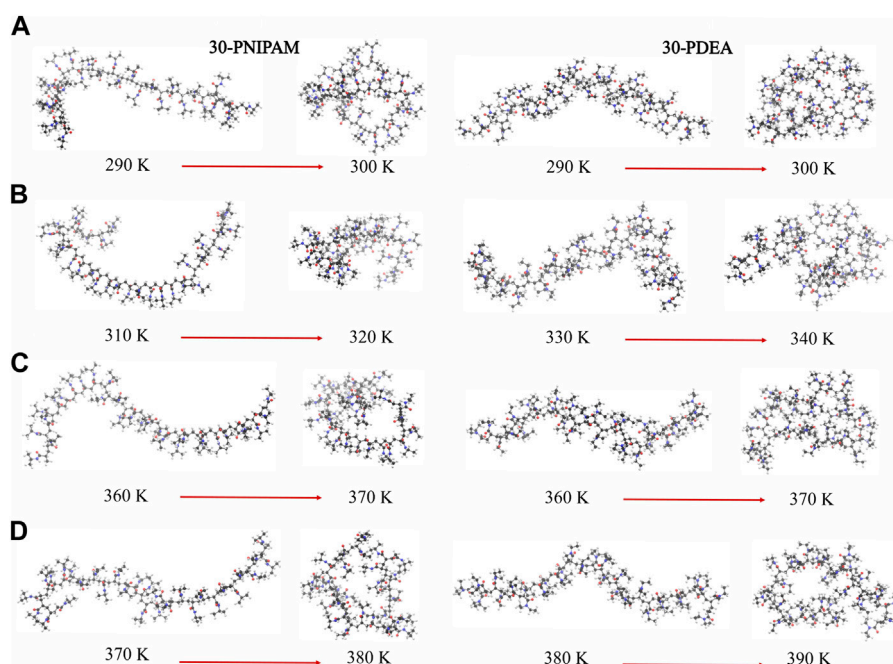 A
30-PNIPAM 30-PDEA
290 K 300 K 290 K 300 K
B
310 K 320 K 330 K 340 K
C
360 K 370 K 360 K 370 K
D
370 K 380 K 380 K 390 K